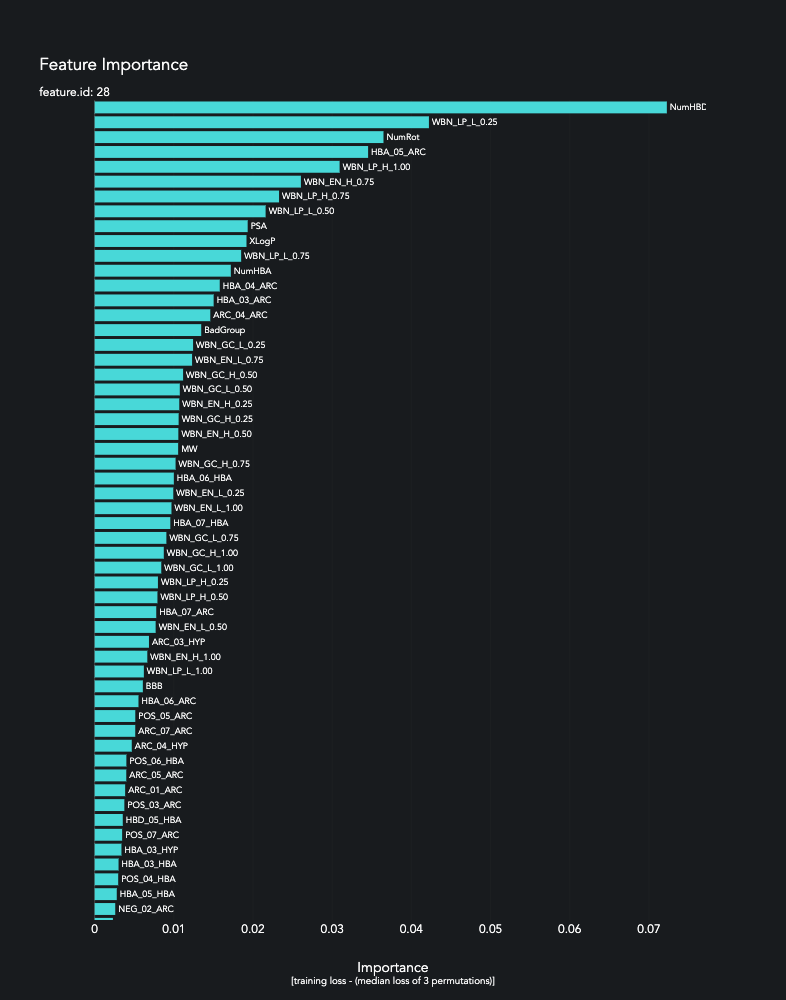 Feature Importance
feature.id: 28
NumHBD
WBN_LP_L_0.25
NumRot
HBA_05_ARC
WBN_LP_H_1.00
WBN_EN_H_0.75
WBN_LP_H_0.75
WBN_LP_L_0.50
PSA
XLogP
WBN_LP_L_0.75
NumHBA
HBA_04_ARC
HBA_03_ARC
ARC_04_ARC
BadGroup
WBN_GC_L_0.25
WBN_EN_L_0.75
WBN_GC_H_0.50
WBN_GC_L_0.50
WBN_EN_H_0.25
WBN_GC_H_0.25
WBN_EN_H_0.50
MW
WBN_GC_H_0.75
HBA_06_HBA
WBN_EN_L_0.25
WBN_EN_L_1.00
HBA_07_HBA
WBN_GC_L_0.75
WBN_GC_H_1.00
WBN_GC_L_1.00
WBN_LP_H_0.25
WBN_LP_H_0.50
HBA_07_ARC
WBN_EN_L_0.50
ARC_03_HYP
WBN_EN_H_1.00
WBN_LP_L_1.00
BBB
HBA_06_ARC
POS_05_ARC
ARC_07_ARC
ARC_04_HYP
POS_06_HBA
ARC_05_ARC
ARC_01_ARC
POS_03_ARC
HBD_05_HBA
POS_07_ARC
HBA_03_HYP
HBA_03_HBA
POS_04_HBA
HBA_05_HBA
NEG_02_ARC
0 0.01 0.02 0.03 0.04 0.05 0.06 0.07
Importance
[training loss - (median loss of 3 permutations)]